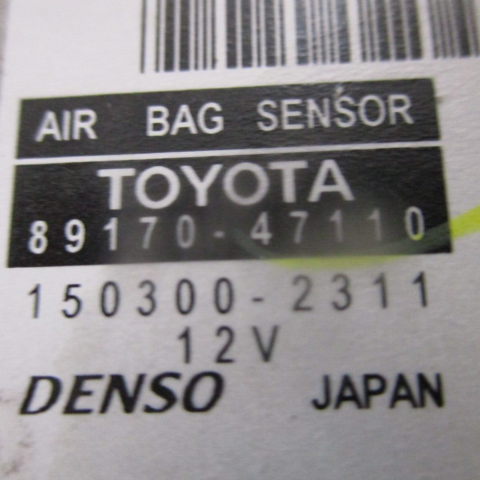 AIR BAG SENSOR
TOYOTA
89170-47110
150300-2311
12V
DENSO JAPAN